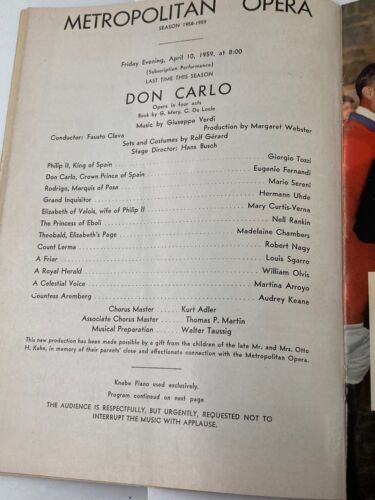 METROPOLITAN OPERA
SEASON 1958-1959
Friday Evening, April 10, 1959, at 8:00
(Subscription Performance)
LAST TIME THIS SEASON
DON CARLO
Opera in four acts
Book by G. Mery, C. Du Locle
Music by Giuseppe Verdi
Production by Margaret Webster
Conductor: Fausto Cleva
Sets and Costumes by Rolf Gérard
Stage Director: Hans Busch
Philip II, King of Spain Giorgio Tozzi
Don Carlo, Crown Prince of Spain Eugenio Fernandi
Rodrigo, Marquis of Posa Mario Sereni
Grand Inquisitor Hermann Uhde
Elizabeth of Valois, wife of Philip II Mary Curtis-Verna
The Princess of Eboli Nell Rankin
Theobald, Elizabeth's Page Madelaine Chambers
Count Lerma Robert Nagy
A Friar Louis Sgarro
A Royal Herald William Olvis
A Celestial Voice Martina Arroyo
Countess Aremberg Audrey Keane
Chorus Master Kurt Adler
Associate Chorus Master Thomas P. Martin
Musical Preparation Walter Taussig
This new production has been made possible by a gift from the children of the late Mr. and Mrs. Otto
H. Kahn, in memory of their parents' close and affectionate connection with the Metropolitan Opera.
Knabe Piano used exclusively.
Program continued on next page
THE AUDIENCE IS RESPECTFULLY, BUT URGENTLY, REQUESTED NOT TO
INTERRUPT THE MUSIC WITH APPLAUSE.